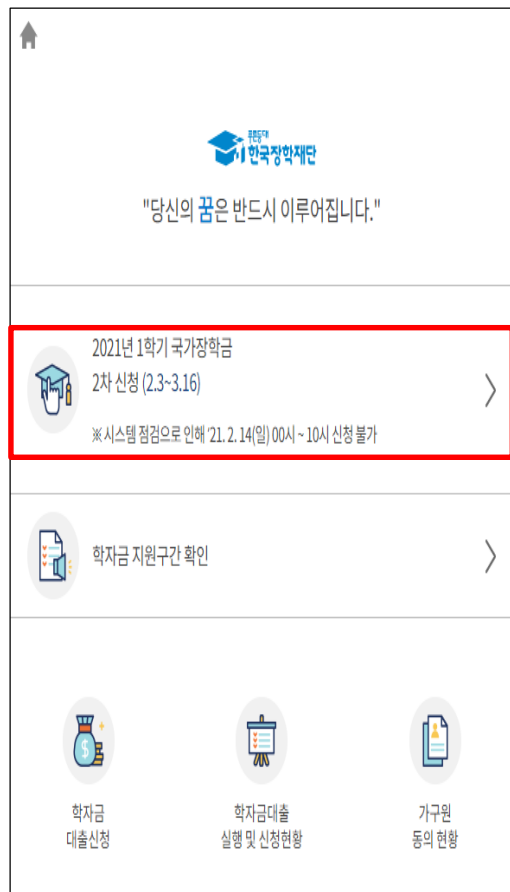 푸른등대
한국장학재단
"당신의 꿈은 반드시 이루어집니다."
2021년 1학기 국가장학금
2차 신청 (2.3~3.16)
※ 시스템 점검으로 인해 '21. 2. 14(일) 00시 ~ 10시 신청 불가
학자금 지원구간 확인
학자금
대출신청
학자금대출
실행 및 신청현황
가구원
동의 현황